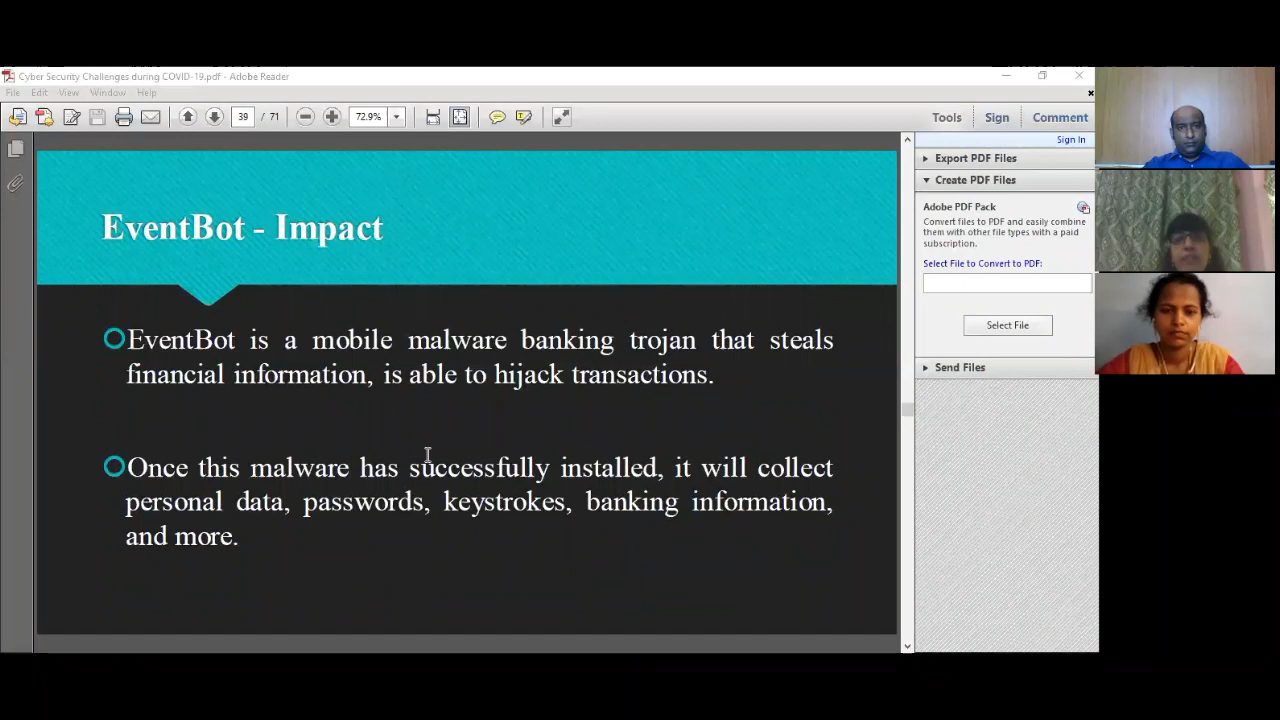 Cyber Security Challenges during COVID-19.pdf - Adobe Reader
File Edit View Window Help
39 / 71 72.9% Tools Sign Comment
Sign In
Export PDF Files
Create PDF Files
Adobe PDF Pack
Convert files to PDF and easily combine
them with other file types with a paid
subscription.
Select File to Convert to PDF:
Select File
Send Files
EventBot - Impact
EventBot is a mobile malware banking trojan that steals
financial information, is able to hijack transactions.
Once this malware has successfully installed, it will collect
personal data, passwords, keystrokes, banking information,
and more.